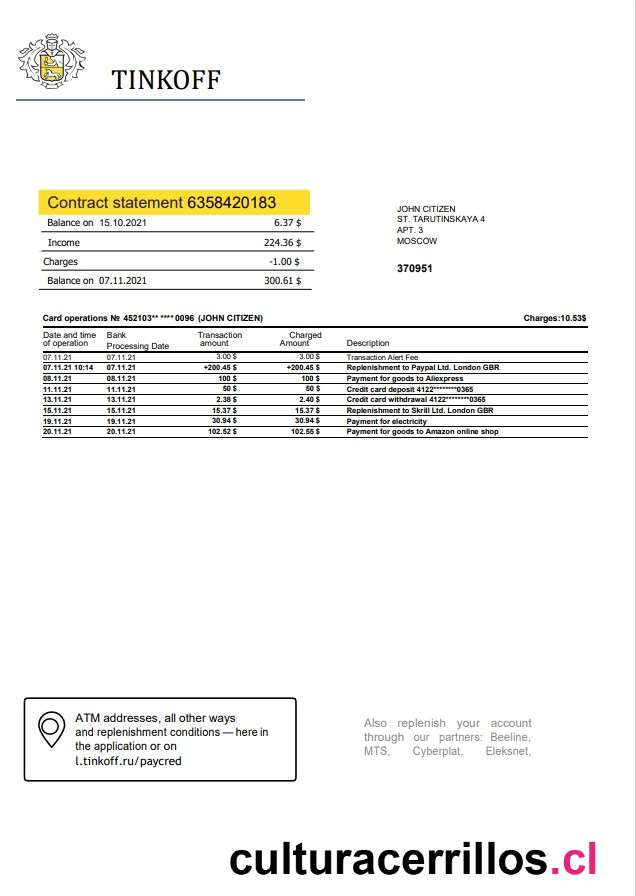 TINKOFF
Contract statement 6358420183
Balance on 15.10.2021 6.37 $
Income 224.36 $
Charges -1.00 $
Balance on 07.11.2021 300.61 $
JOHN CITIZEN
ST. TARUTINSKAYA 4
APT. 3
MOSCOW
370951
Card operations № 452103** **** 0096 (JOHN CITIZEN) Charges:10.53$
Date and time of operation Bank Processing Date Transaction amount Charged Amount Description
07.11.21 07.11.21 3.00 $ 3.00 $ Transaction Alert Fee
07.11.21 10:14 07.11.21 +200.45 $ +200.45 $ Replenishment to Paypal Ltd. London GBR
08.11.21 08.11.21 100 $ 100 $ Payment for goods to Aliexpress
11.11.21 11.11.21 50 $ 50 $ Credit card deposit 4122********0365
13.11.21 13.11.21 2.38 $ 2.40 $ Credit card withdrawal 4122********0365
15.11.21 15.11.21 15.37 $ 15.37 $ Replenishment to Skrill Ltd. London GBR
19.11.21 19.11.21 30.94 $ 30.94 $ Payment for electricity
20.11.21 20.11.21 102.52 $ 102.55 $ Payment for goods to Amazon online shop
ATM addresses, all other ways
and replenishment conditions — here in
the application or on
l.tinkoff.ru/paycred
Also replenish your account
through our partners: Beeline,
MTS, Cyberplat, Eleksnet,
culturacerrillos.cl